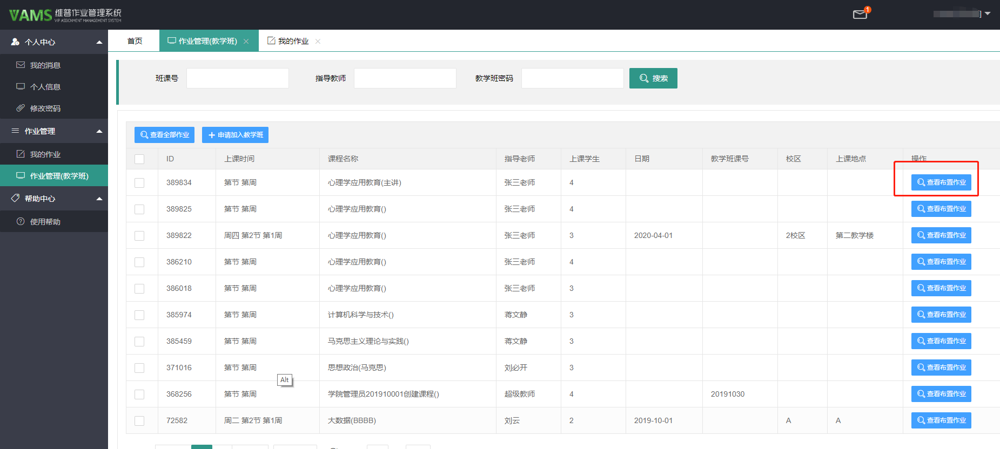 VAMS 维普作业管理系统
VIP ASSIGNMENT MANAGEMENT SYSTEM
1
]
个人中心
我的消息
个人信息
修改密码
作业管理
我的作业
作业管理(教学班)
帮助中心
使用帮助
首页 作业管理(教学班) 我的作业
班课号 指导教师 教学班密码 搜索
查看全部作业 申请加入教学班
ID 上课时间 课程名称 指导老师 上课学生 日期 教学班课号 校区 上课地点 操作
389834 第节 第周 心理学应用教育(主讲) 张三老师 4 查看布置作业
389825 第节 第周 心理学应用教育() 张三老师 4 查看布置作业
389822 周四 第2节 第1周 心理学应用教育() 张三老师 3 2020-04-01 2校区 第二教学楼 查看布置作业
386210 第节 第周 心理学应用教育() 张三老师 4 查看布置作业
386018 第节 第周 心理学应用教育() 张三老师 3 查看布置作业
385974 第节 第周 计算机科学与技术() 蒋文静 3 查看布置作业
385459 第节 第周 马克思主义理论与实践() 蒋文静 3 查看布置作业
371016 第节 第周 思想政治(马克思) 刘必开 3 查看布置作业
Alt
368256 第节 第周 学院管理员201910001创建课程() 超级教师 4 20191030 查看布置作业
72582 周二 第2节 第1周 大数据(BBBB) 刘云 2 2019-10-01 A A 查看布置作业